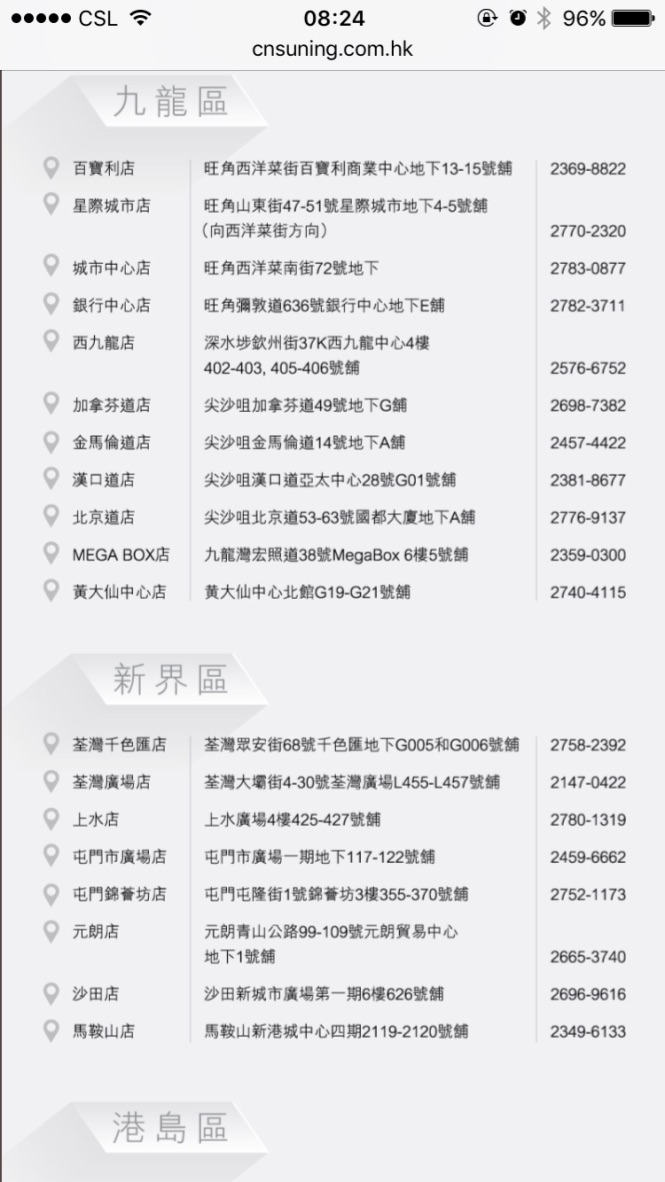 CSL 08:24 96%
cnsuning.com.hk
九龍區
百寶利店 旺角西洋菜街百寶利商業中心地下13-15號舖 2369-8822
星際城市店 旺角山東街47-51號星際城市地下4-5號舖
（向西洋菜街方向） 2770-2320
城市中心店 旺角西洋菜南街72號地下 2783-0877
銀行中心店 旺角彌敦道636號銀行中心地下E舖 2782-3711
西九龍店 深水埗欽州街37K西九龍中心4樓
402-403, 405-406號舖 2576-6752
加拿芬道店 尖沙咀加拿芬道49號地下G舖 2698-7382
金馬倫道店 尖沙咀金馬倫道14號地下A舖 2457-4422
漢口道店 尖沙咀漢口道亞太中心28號G01號舖 2381-8677
北京道店 尖沙咀北京道53-63號國都大廈地下A舖 2776-9137
MEGA BOX店 九龍灣宏照道38號MegaBox 6樓5號舖 2359-0300
黃大仙中心店 黄大仙中心北館G19-G21號舖 2740-4115
新界區
荃灣千色匯店 荃灣眾安街68號千色匯地下G005和G006號舖 2758-2392
荃灣廣場店 荃灣大壩街4-30號荃灣廣場L455-L457號舖 2147-0422
上水店 上水廣場4樓425-427號舖 2780-1319
屯門市廣場店 屯門市廣場一期地下117-122號舖 2459-6662
屯門錦薈坊店 屯門屯隆街1號錦薈坊3樓355-370號舖 2752-1173
元朗店 元朗青山公路99-109號元朗貿易中心
地下1號舖 2665-3740
沙田店 沙田新城市廣場第一期6樓626號舖 2696-9616
馬鞍山店 馬鞍山新港城中心四期2119-2120號舖 2349-6133
港島區